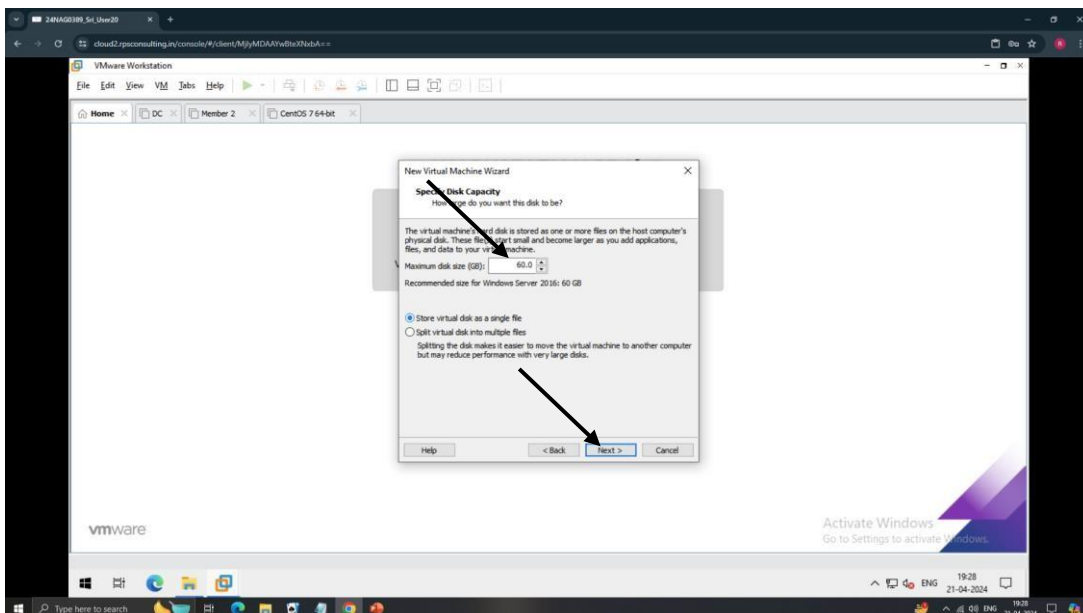 24NAG0389_Sri_User20
cloud2.rpsconsulting.in/console/#/client/MjIyMDAAYwBteXNxbA==
VMware Workstation
File Edit View VM Tabs Help
Home DC Member 2 CentOS 7 64-bit
New Virtual Machine Wizard
Disk Capacity
do you want this disk to be?
The virtual machine's hard disk is stored as one or more files on the host computer's
physical disk. These file(s) start small and become larger as you add applications,
files, and data to your virtual machine.
Maximum disk size (GB): 60.0
Recommended size for Windows Server 2016: 60 GB
Store virtual disk as a single file
Split virtual disk into multiple files
Splitting the disk makes it easier to move the virtual machine to another computer
but may reduce performance with very large disks.
Help < Back Next > Cancel
vmware
Activate Windows
Go to Settings to activate Windows.
ENG 19:28
21-04-2024
Type here to search ENG 19:28